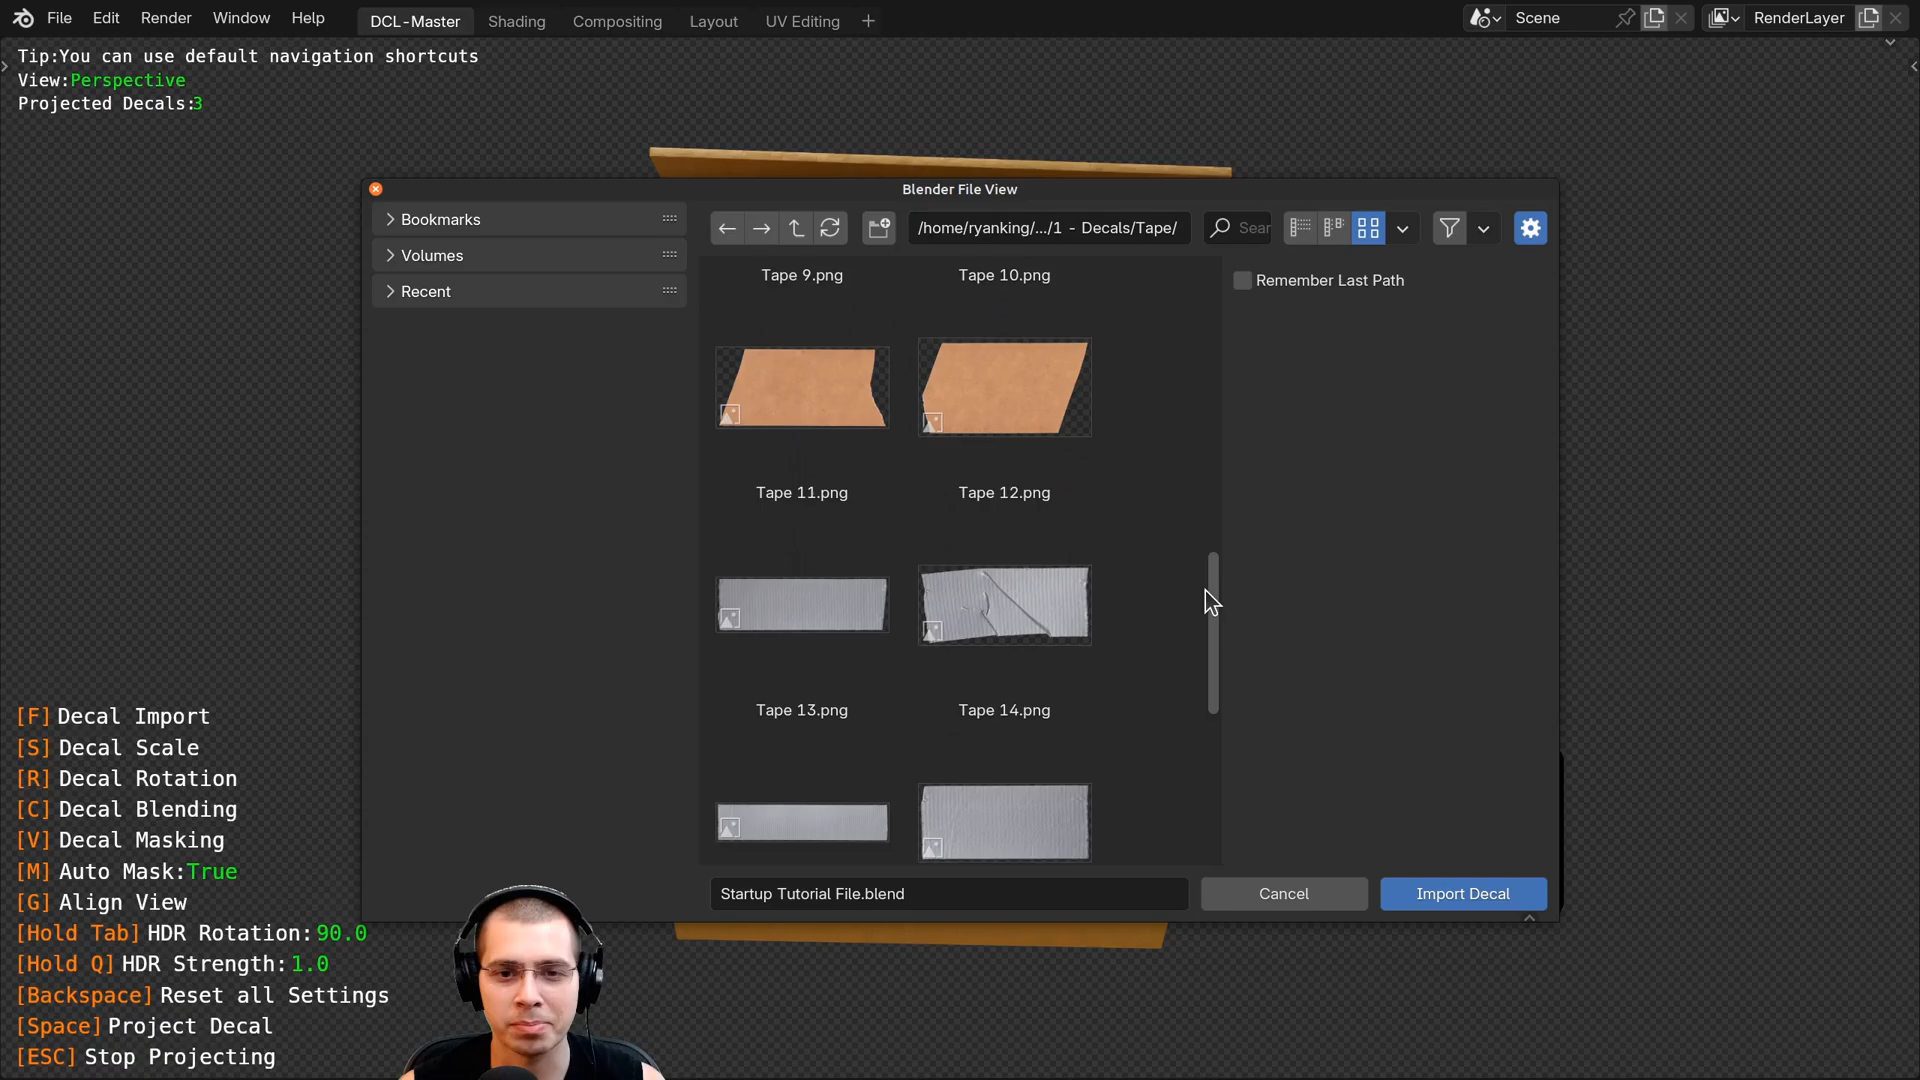 File Edit Render Window Help DCL-Master Shading Compositing Layout UV Editing + Scene RenderLayer
Tip:You can use default navigation shortcuts
View:Perspective
Projected Decals:3
Blender File View
Bookmarks
Volumes
Recent
/home/ryanking/.../1 - Decals/Tape/ Sear
Remember Last Path
Tape 9.png Tape 10.png
Tape 11.png Tape 12.png
Tape 13.png Tape 14.png
Startup Tutorial File.blend Cancel Import Decal
[F] Decal Import
[S] Decal Scale
[R] Decal Rotation
[C] Decal Blending
[V] Decal Masking
[M] Auto Mask:True
[G] Align View
[Hold Tab] HDR Rotation:90.0
[Hold Q] HDR Strength:1.0
[Backspace] Reset all Settings
[Space] Project Decal
[ESC] Stop Projecting